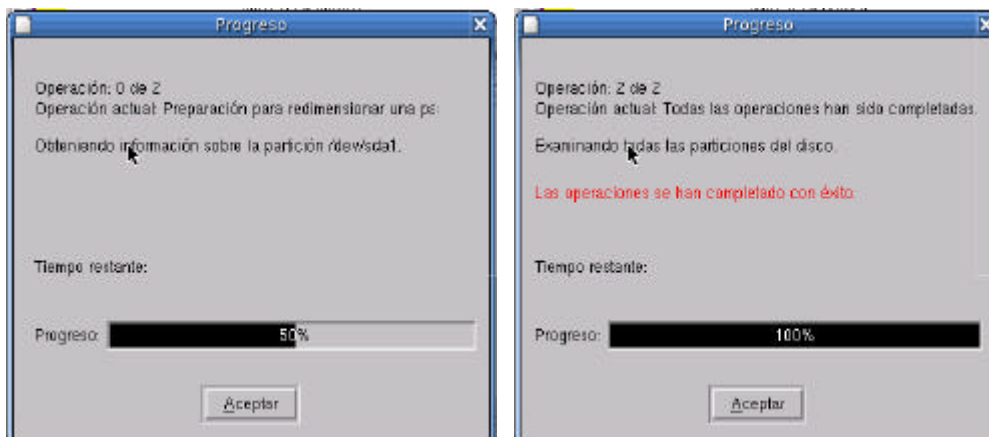 Progreso
Operación: 0 de 2
Operación actual: Preparación para redimensionar una pa
Obteniendo información sobre la partición /dev/sda1.
Tiempo restante:
Progreso: 50%
Aceptar
Progreso
Operación: 2 de 2
Operación actual: Todas las operaciones han sido completadas.
Examinando todas las particiones del disco.
Las operaciones se han completado con éxito.
Tiempo restante:
Progreso: 100%
Aceptar